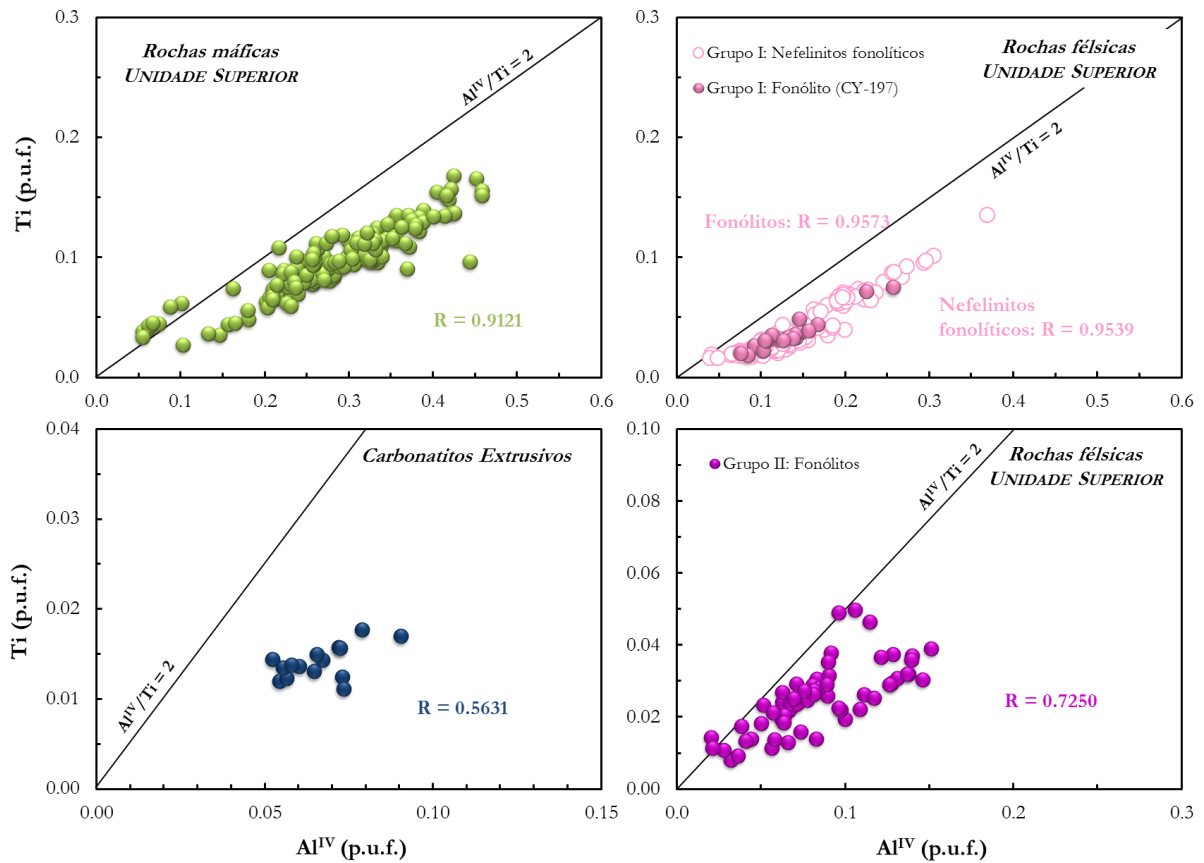 0.3
0.2
0.1
0.0
Ti (p.u.f.)
Rochas máficas
UNIDADE SUPERIOR
Al^IV/Ti = 2
R = 0.9121
0.0 0.1 0.2 0.3 0.4 0.5 0.6
0.3
0.2
0.1
0.0
Grupo I: Nefelinitos fonolíticos
Grupo I: Fonólito (CY-197)
Rochas félsicas
UNIDADE SUPERIOR
Al^IV/Ti = 2
Fonólitos: R = 0.9573
Nefelinitos
fonolíticos: R = 0.9539
0.0 0.1 0.2 0.3 0.4 0.5 0.6
0.04
0.03
0.02
0.01
0.00
Ti (p.u.f.)
Carbonatitos Extrusivos
Al^IV/Ti = 2
R = 0.5631
0.00 0.05 0.10 0.15
Al^IV (p.u.f.)
0.10
0.08
0.06
0.04
0.02
0.00
Grupo II: Fonólitos
Rochas félsicas
UNIDADE SUPERIOR
Al^IV/Ti = 2
R = 0.7250
0.0 0.1 0.2 0.3
Al^IV (p.u.f.)